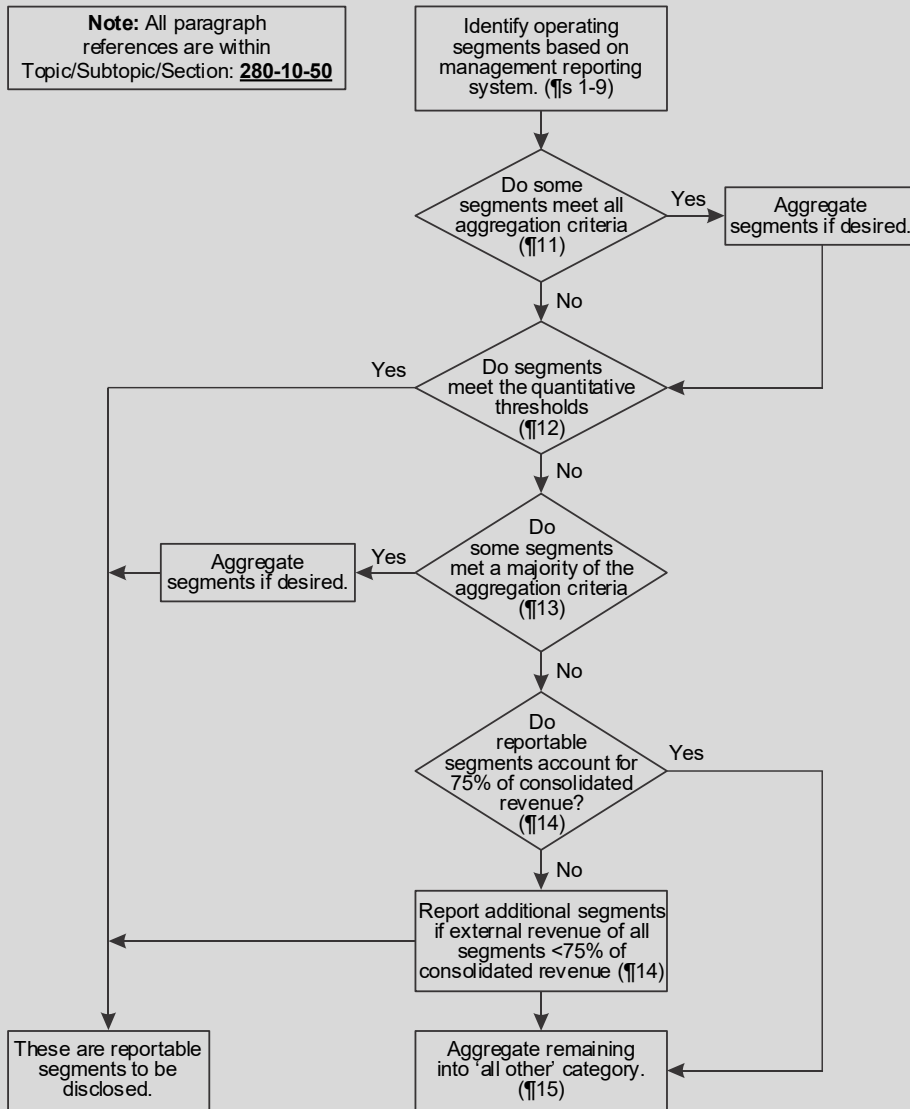 Note: All paragraph
references are within
Topic/Subtopic/Section: 280-10-50
Identify operating
segments based on
management reporting
system. (¶s 1-9)
Do some
segments meet all
aggregation criteria
(¶11)
Yes
Aggregate
segments if desired.
No
Yes
Do segments
meet the quantitative
thresholds
(¶12)
No
Do
some segments
met a majority of the
aggregation criteria
(¶13)
Yes
Aggregate
segments if desired.
No
Do
reportable
segments account for
75% of consolidated
revenue?
(¶14)
Yes
No
Report additional segments
if external revenue of all
segments <75% of
consolidated revenue (¶14)
These are reportable
segments to be
disclosed.
Aggregate remaining
into ‘all other’ category.
(¶15)